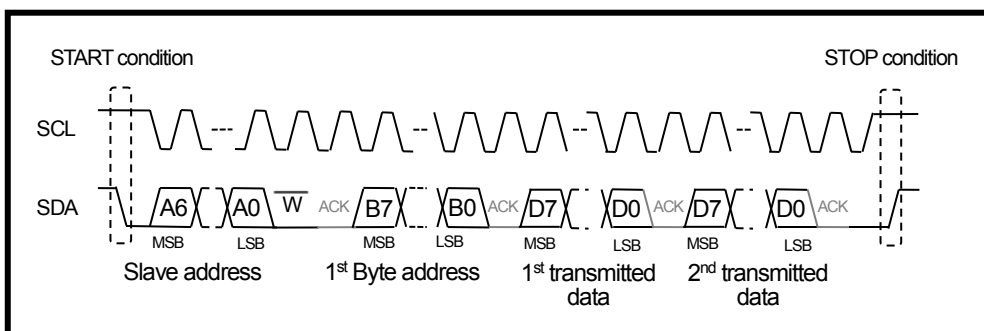 START condition STOP condition
SCL
SDA A6 A0 W ACK B7 B0 ACK D7 D0 ACK D7 D0 ACK
MSB LSB MSB LSB MSB LSB MSB LSB
Slave address 1st Byte address 1st transmitted data 2nd transmitted data